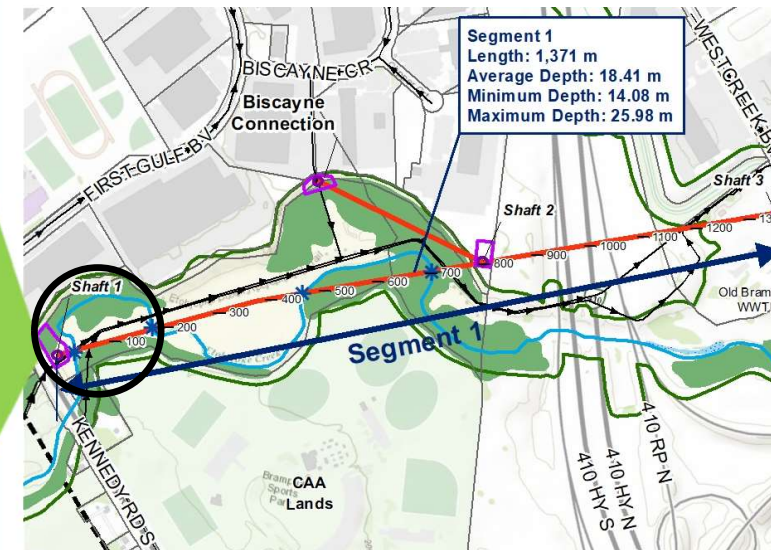 Segment 1
Length: 1,371 m
Average Depth: 18.41 m
Minimum Depth: 14.08 m
Maximum Depth: 25.98 m
BISCAYNE CR
Biscayne
Connection
WESTCREEK B
FIRST GULF BV
Shaft 3
Shaft 2
Shaft 1
100
200
300
400
500
600
700
800
900
1000
1100
1200
13
Old Bram
WWT
Segment 1
KENNEDY RD S
CAA
Lands
Sports
410 HY S
410 HY N
410 RP N